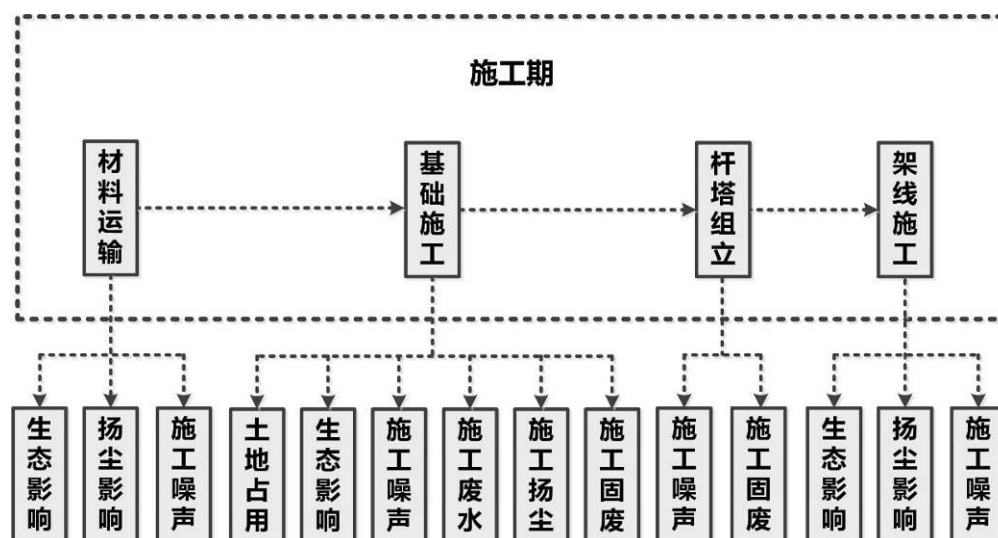 施工期
材料运输
基础施工
杆塔组立
架线施工
生态影响
扬尘影响
施工噪声
土地占用
生态影响
施工噪声
施工废水
施工扬尘
施工固废
施工噪声
施工固废
生态影响
扬尘影响
施工噪声